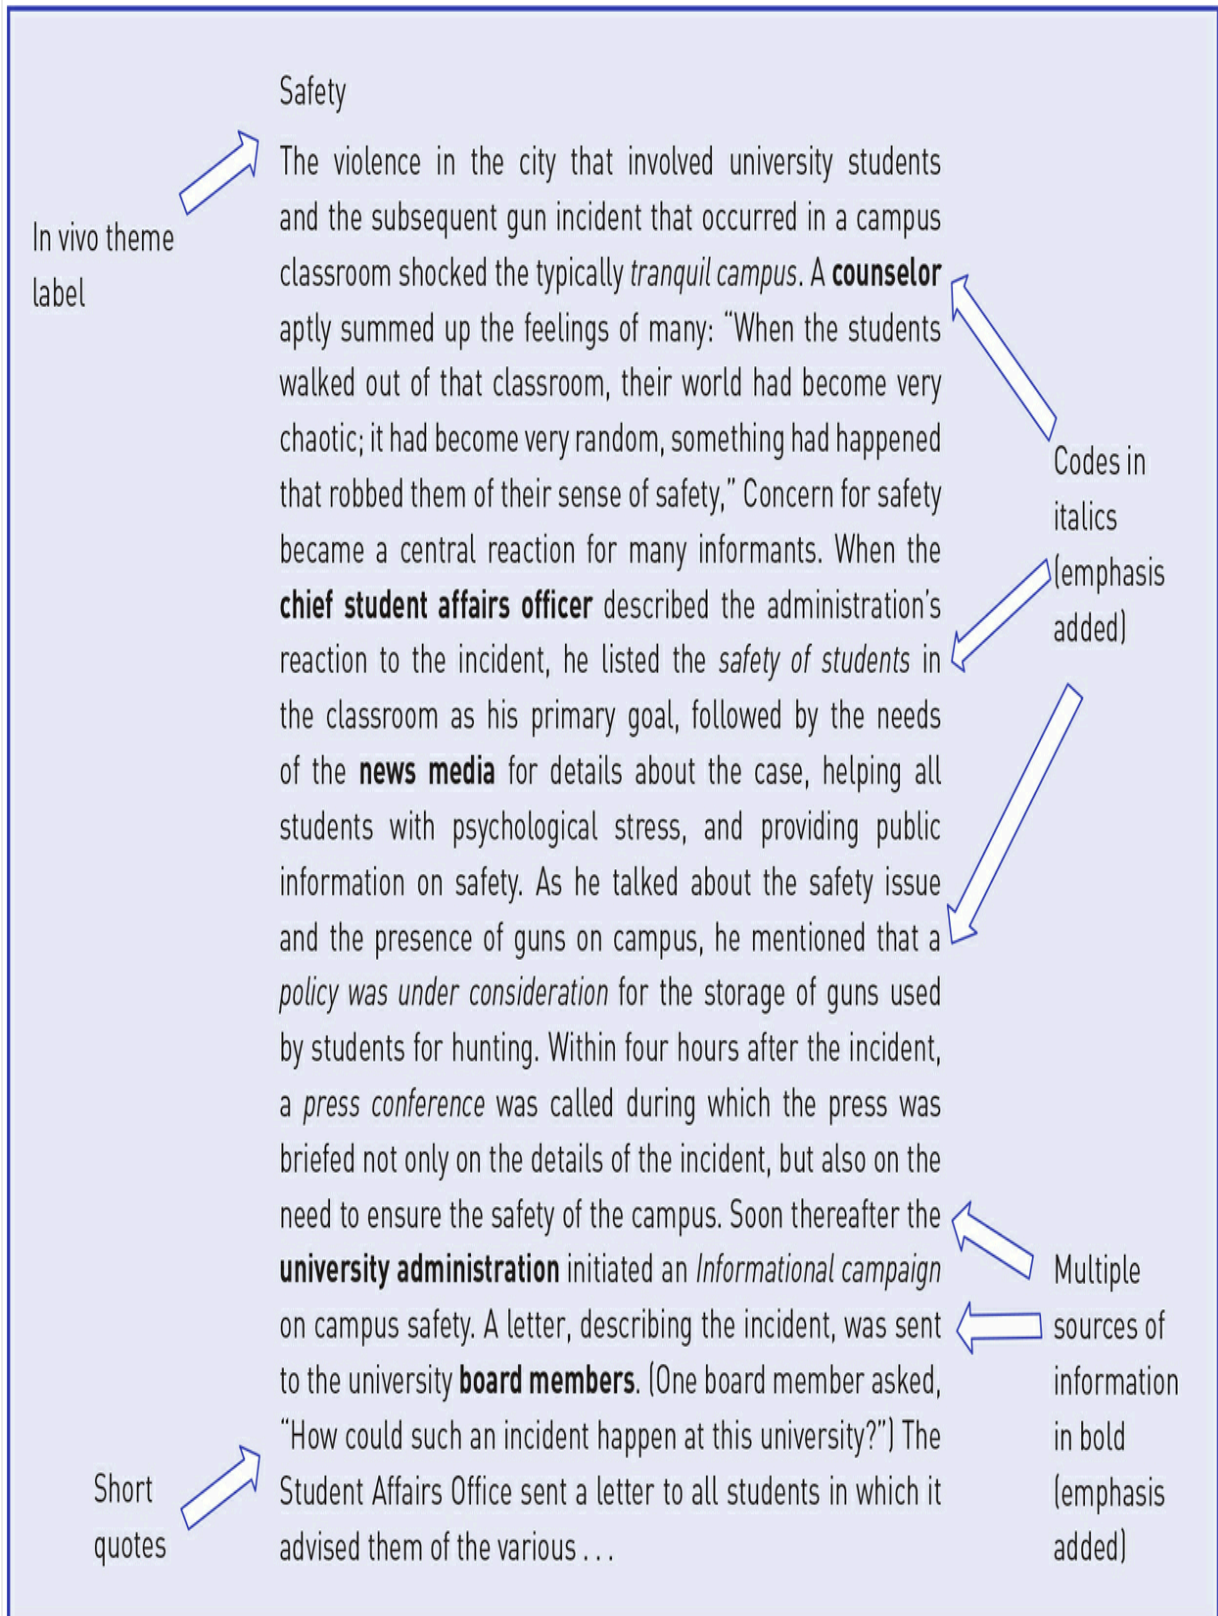 Safety
The violence in the city that involved university students
and the subsequent gun incident that occurred in a campus
classroom shocked the typically tranquil campus. A counselor
aptly summed up the feelings of many: “When the students
walked out of that classroom, their world had become very
chaotic; it had become very random, something had happened
that robbed them of their sense of safety,” Concern for safety
became a central reaction for many informants. When the
chief student affairs officer described the administration’s
reaction to the incident, he listed the safety of students in
the classroom as his primary goal, followed by the needs
of the news media for details about the case, helping all
students with psychological stress, and providing public
information on safety. As he talked about the safety issue
and the presence of guns on campus, he mentioned that a
policy was under consideration for the storage of guns used
by students for hunting. Within four hours after the incident,
a press conference was called during which the press was
briefed not only on the details of the incident, but also on the
need to ensure the safety of the campus. Soon thereafter the
university administration initiated an Informational campaign
on campus safety. A letter, describing the incident, was sent
to the university board members. (One board member asked,
“How could such an incident happen at this university?”) The
Student Affairs Office sent a letter to all students in which it
advised them of the various . . .
In vivo theme
label
Short
quotes
Codes in
italics
(emphasis
added)
Multiple
sources of
information
in bold
(emphasis
added)